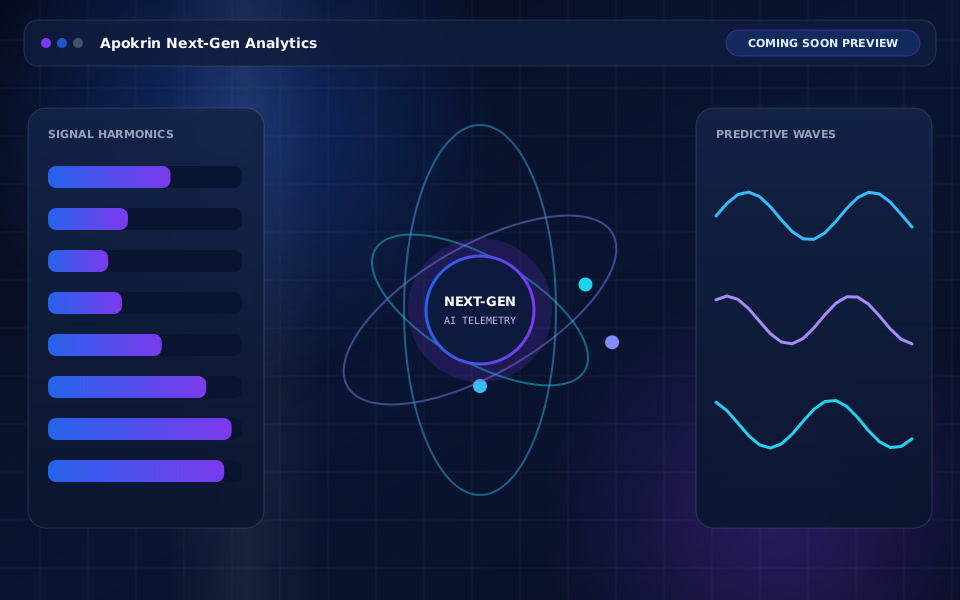 Apokrin Next-Gen Analytics
COMING SOON PREVIEW
SIGNAL HARMONICS
NEXT-GEN
AI TELEMETRY
PREDICTIVE WAVES